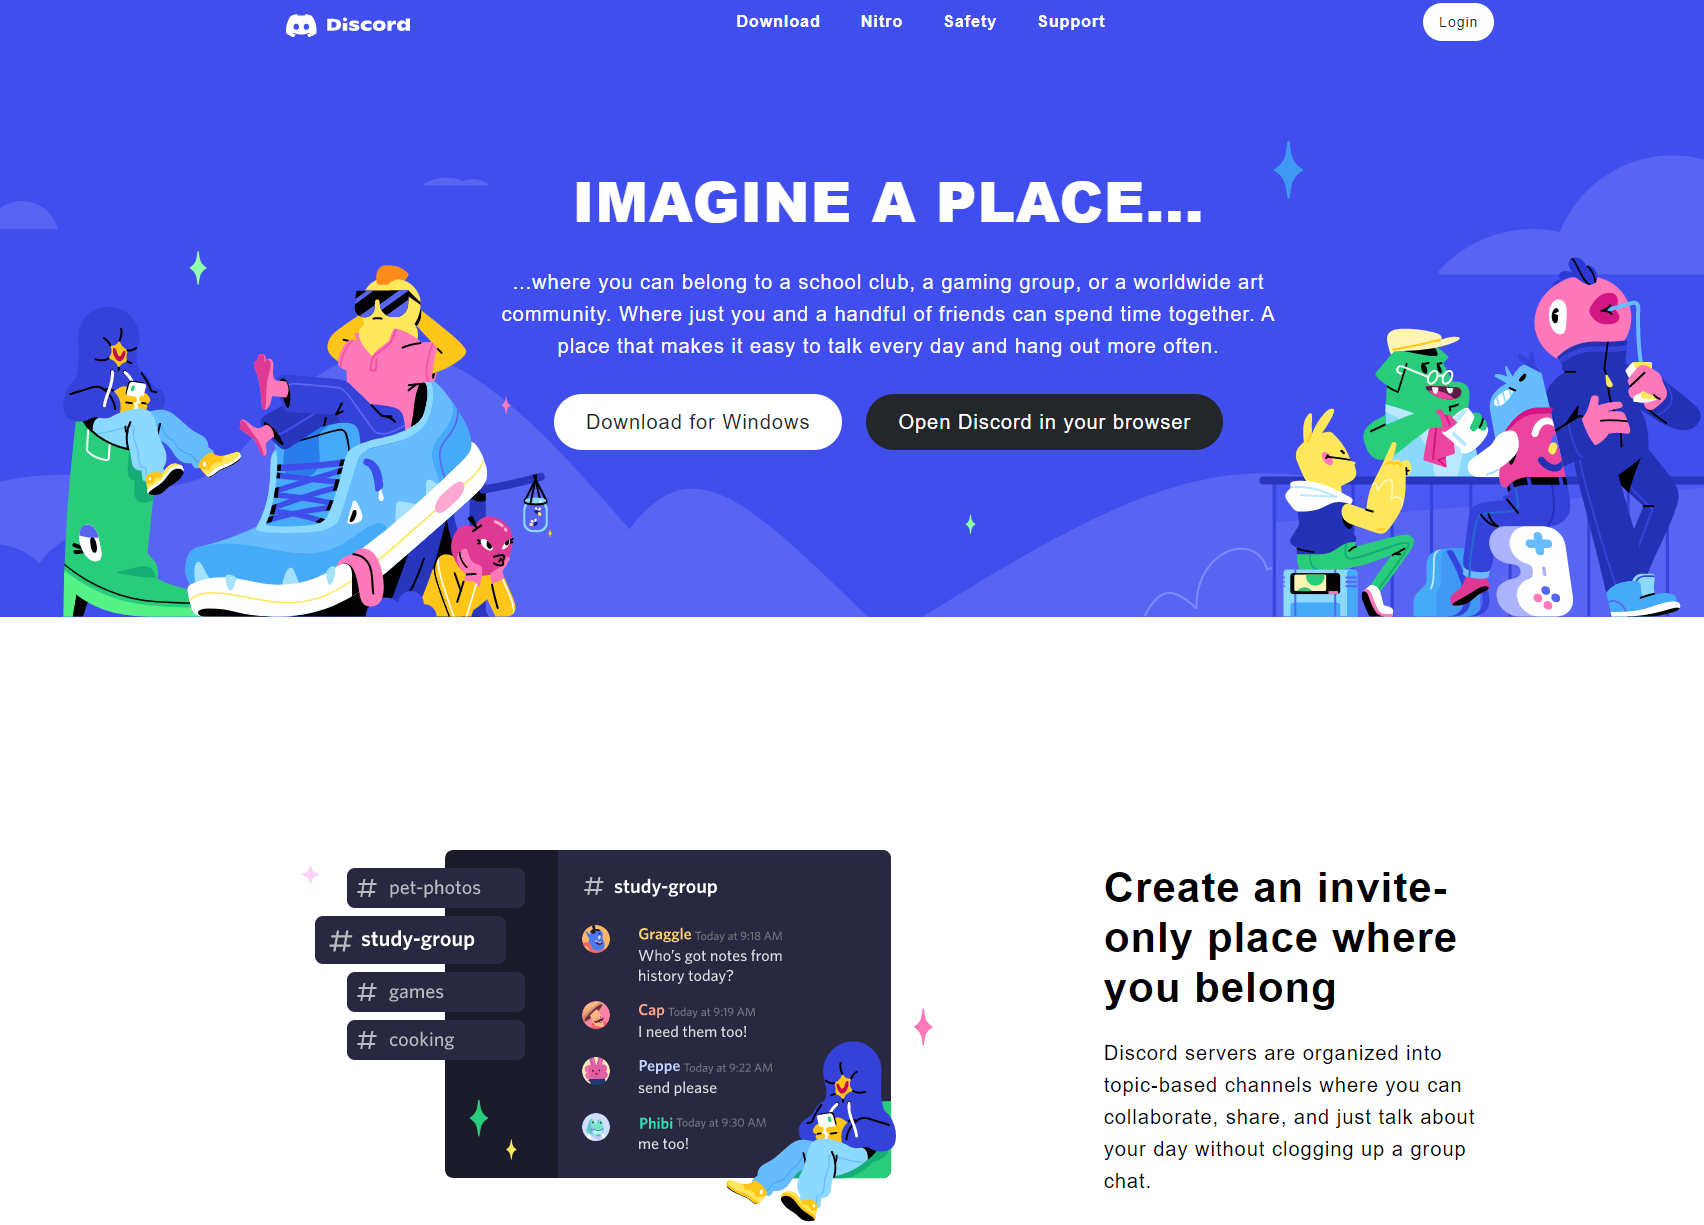 Discord
Download Nitro Safety Support
Login
IMAGINE A PLACE...
...where you can belong to a school club, a gaming group, or a worldwide art
community. Where just you and a handful of friends can spend time together. A
place that makes it easy to talk every day and hang out more often.
Download for Windows
Open Discord in your browser
# pet-photos
# study-group
# games
# cooking
# study-group
Graggle Today at 9:18 AM
Who's got notes from
history today?
Cap Today at 9:19 AM
I need them too!
Peppe Today at 9:22 AM
send please
Phibi Today at 9:30 AM
me too!
Create an invite-
only place where
you belong
Discord servers are organized into
topic-based channels where you can
collaborate, share, and just talk about
your day without clogging up a group
chat.